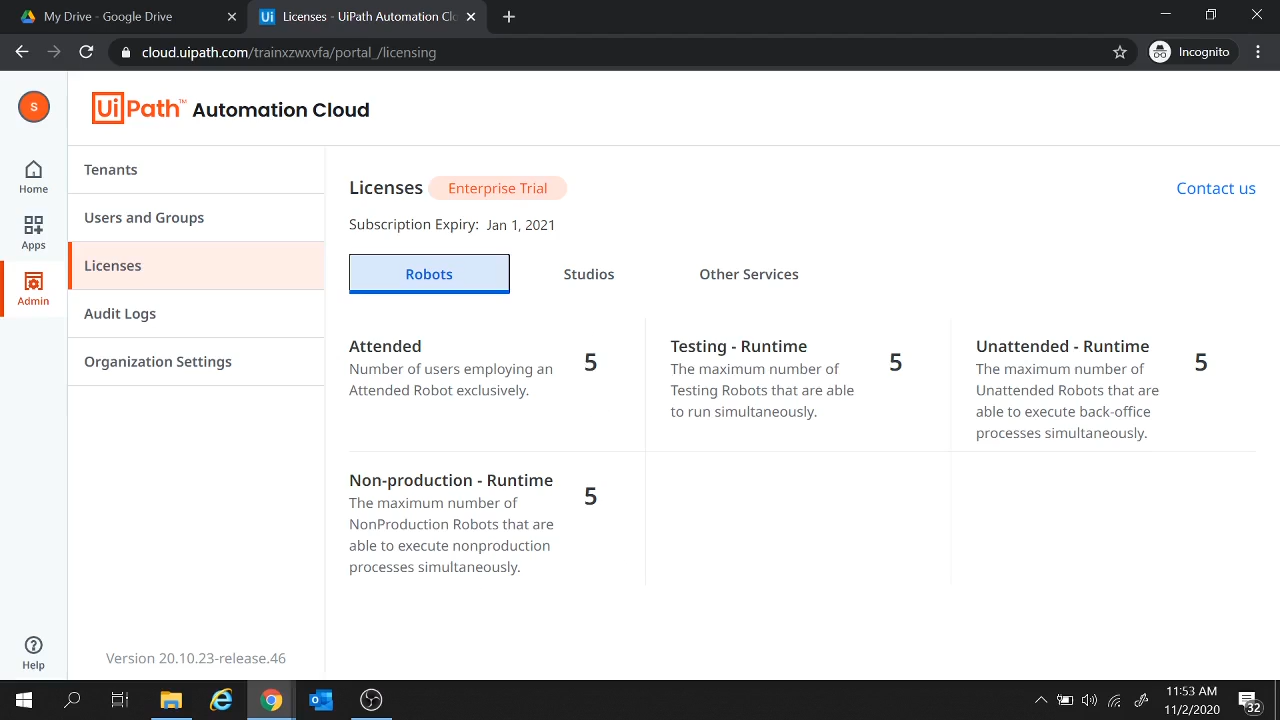 My Drive - Google Drive
Licenses - UiPath Automation Clo
cloud.uipath.com/trainxzwxvfa/portal_/licensing
Incognito
S
UiPath™ Automation Cloud
Home
Apps
Admin
Help
Tenants
Users and Groups
Licenses
Audit Logs
Organization Settings
Version 20.10.23-release.46
Licenses Enterprise Trial
Contact us
Subscription Expiry: Jan 1, 2021
Robots
Studios
Other Services
Attended
Number of users employing an
Attended Robot exclusively.
5
Testing - Runtime
The maximum number of
Testing Robots that are able
to run simultaneously.
5
Unattended - Runtime
The maximum number of
Unattended Robots that are
able to execute back-office
processes simultaneously.
5
Non-production - Runtime
The maximum number of
NonProduction Robots that are
able to execute nonproduction
processes simultaneously.
5
11:53 AM
11/2/2020
32